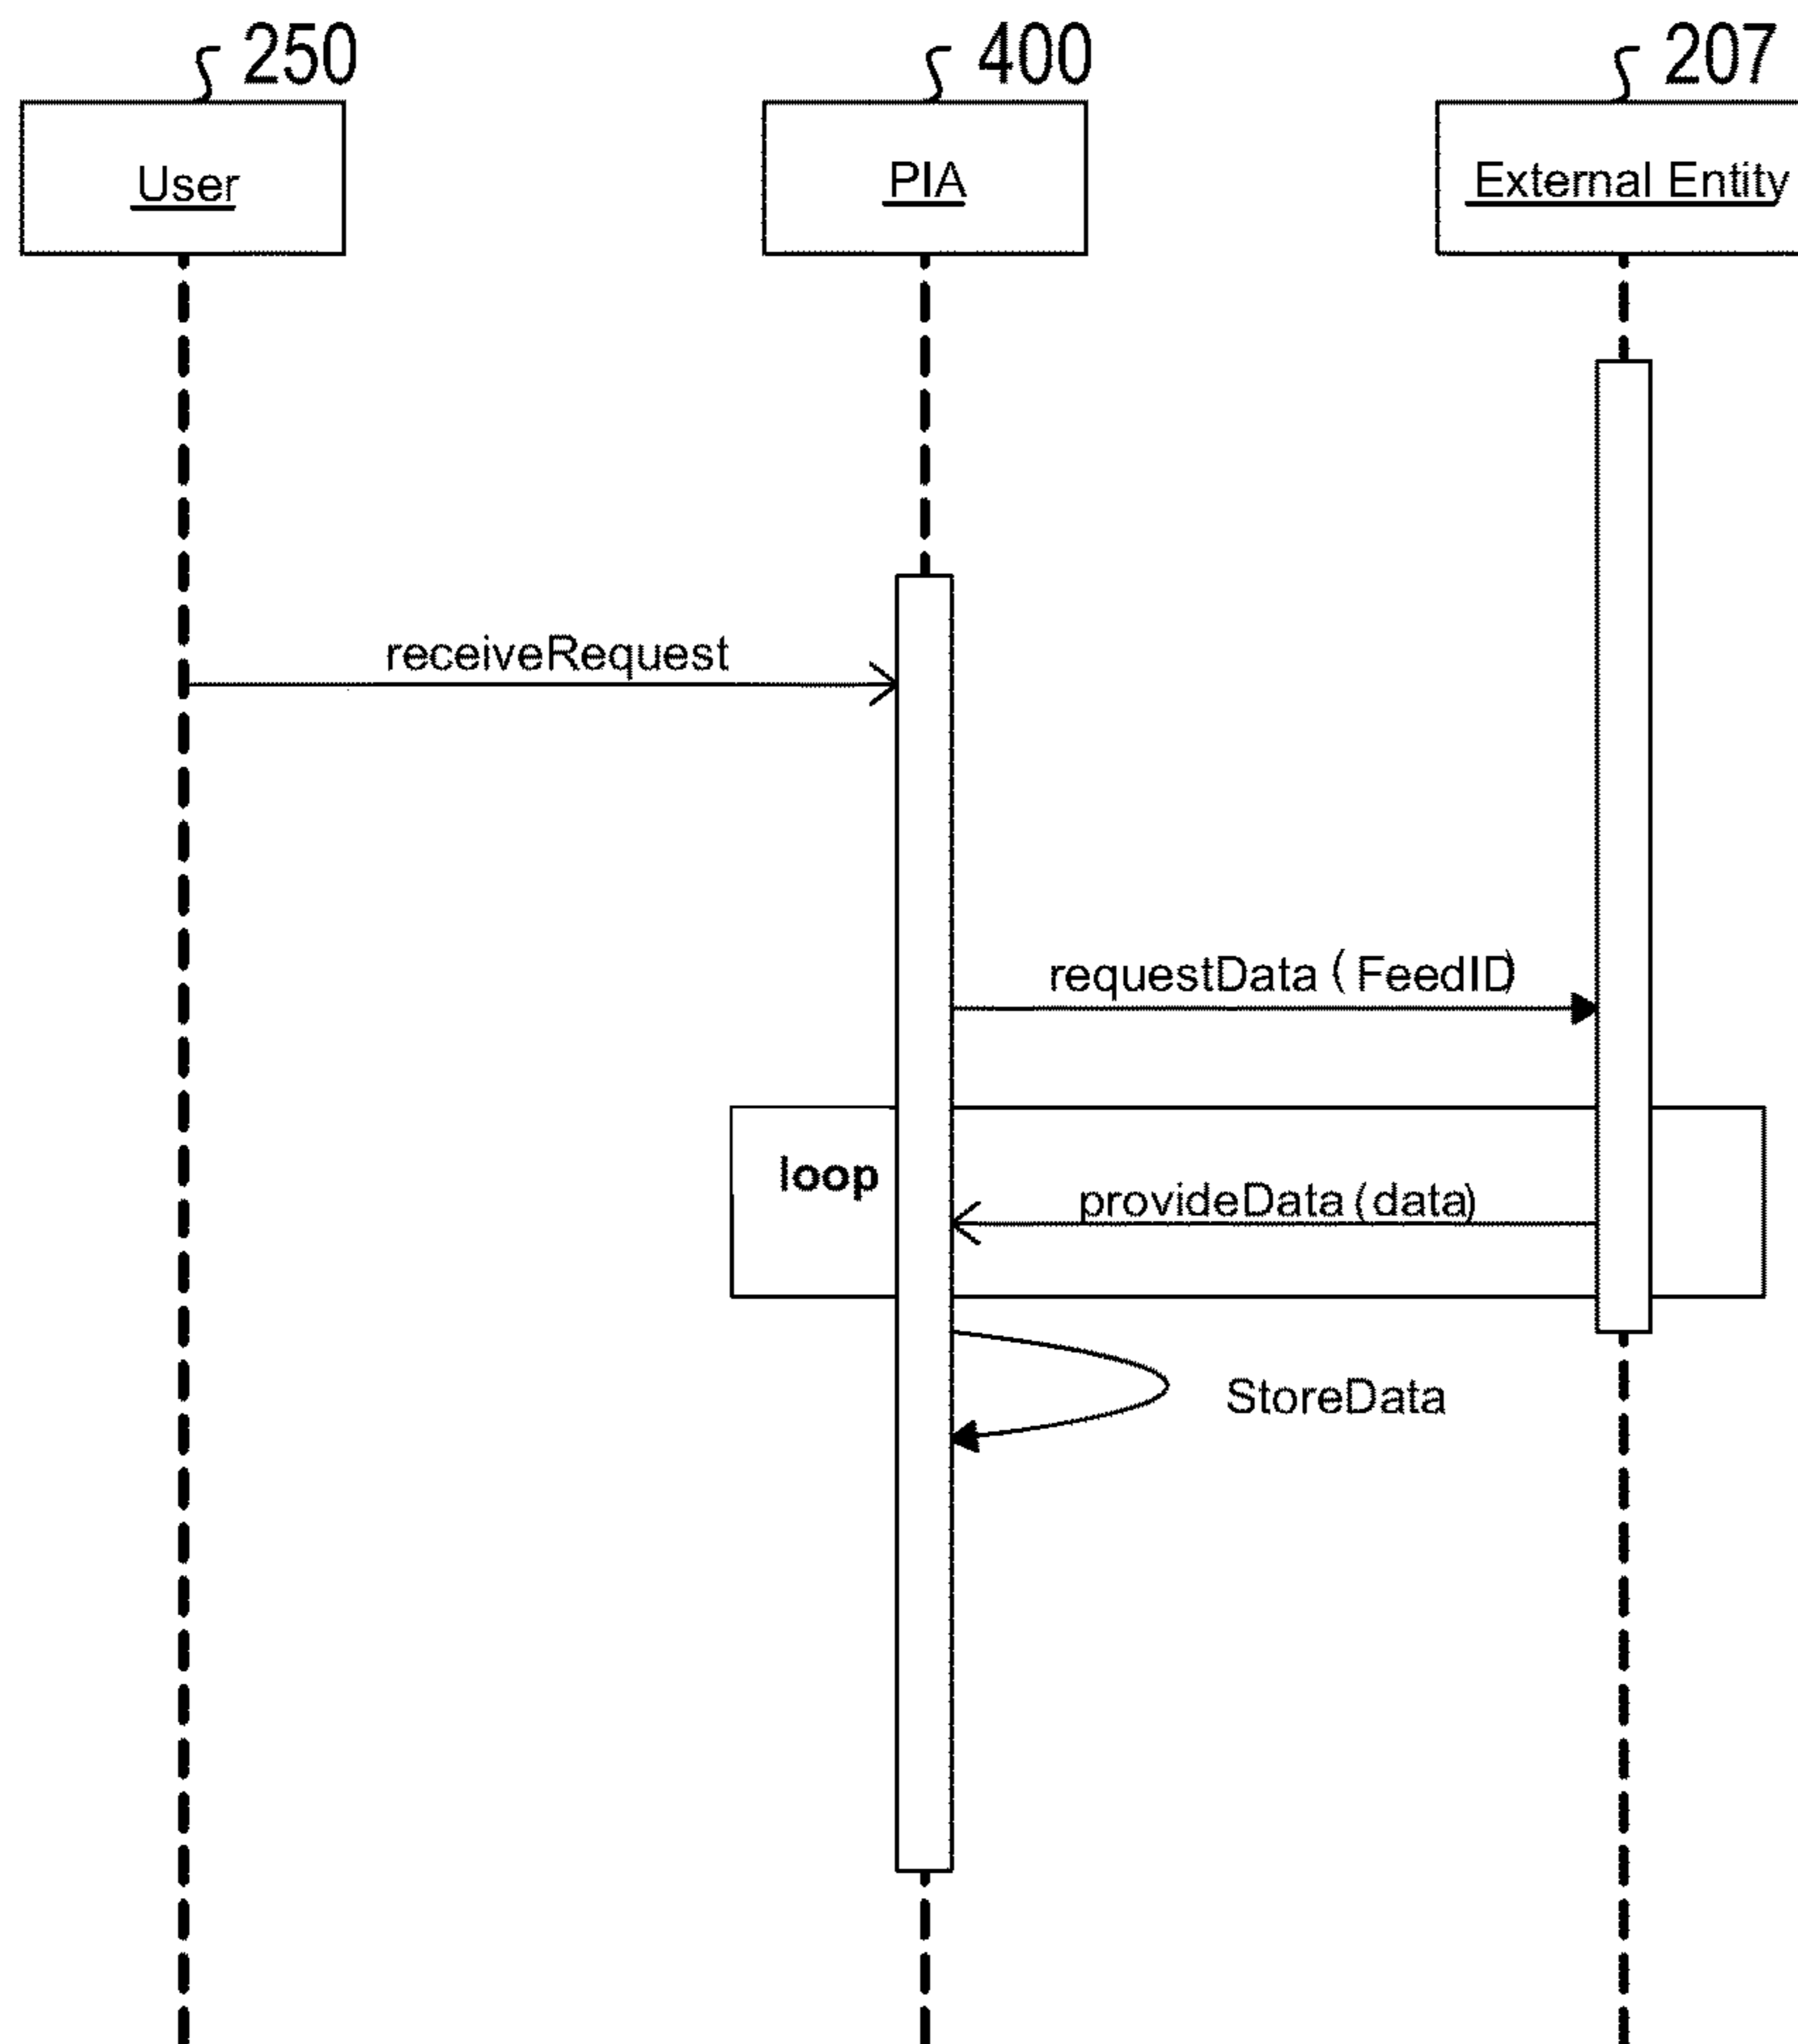 250
400
207
User
PIA
External Entity
receiveRequest
requestData (FeedID)
loop
provideData (data)
StoreData